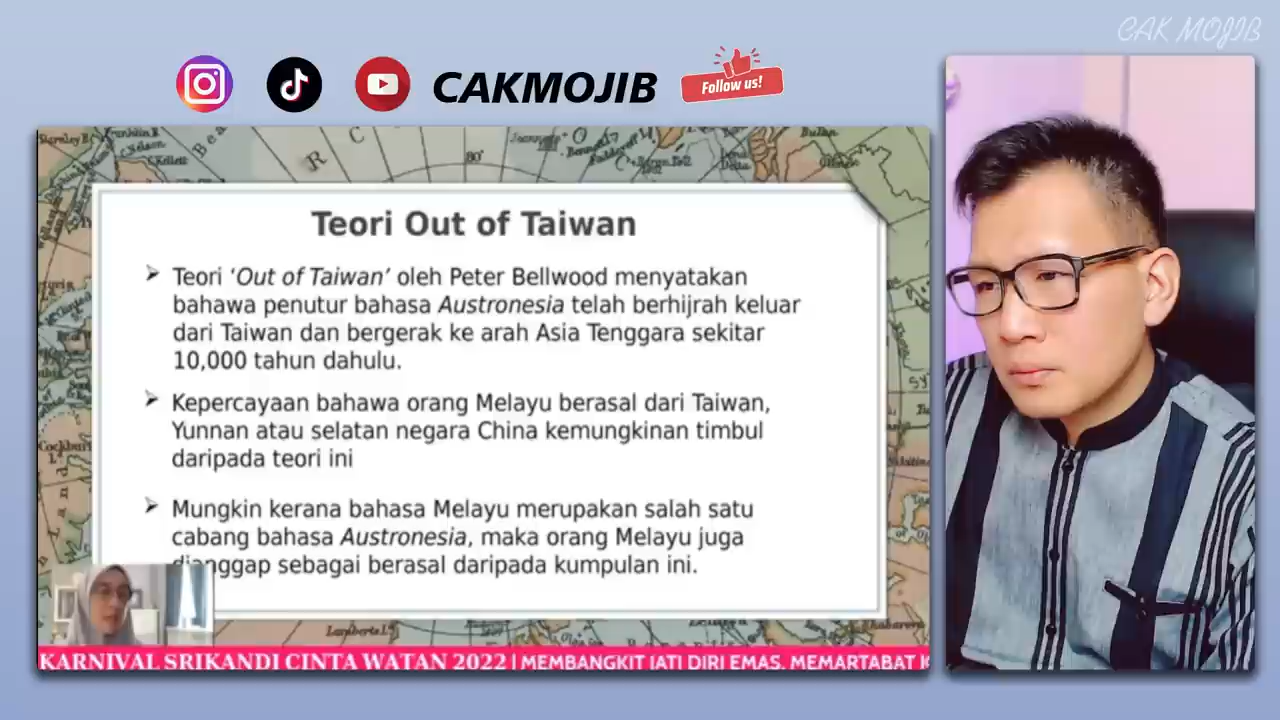 CAK MOJIB
CAKMOJIB
Follow us!
Teori Out of Taiwan
Teori ‘Out of Taiwan’ oleh Peter Bellwood menyatakan
bahawa penutur bahasa Austronesia telah berhijrah keluar
dari Taiwan dan bergerak ke arah Asia Tenggara sekitar
10,000 tahun dahulu.
Kepercayaan bahawa orang Melayu berasal dari Taiwan,
Yunnan atau selatan negara China kemungkinan timbul
daripada teori ini
Mungkin kerana bahasa Melayu merupakan salah satu
cabang bahasa Austronesia, maka orang Melayu juga
dianggap sebagai berasal daripada kumpulan ini.
KARNIVAL SRIKANDI CINTA WATAN 2022 | MEMBANGKIT JATI DIRI EMAS, MEMARTABAT